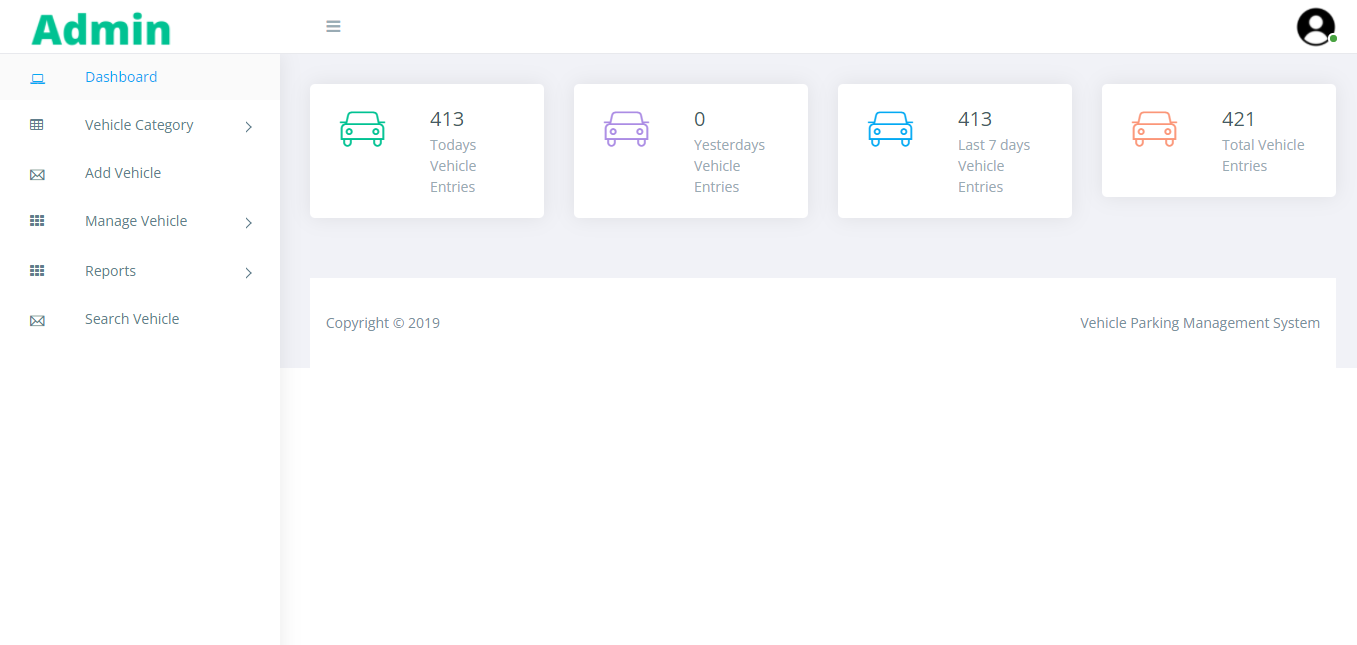 Admin
Dashboard
Vehicle Category
Add Vehicle
Manage Vehicle
Reports
Search Vehicle
413
Todays
Vehicle
Entries
0
Yesterdays
Vehicle
Entries
413
Last 7 days
Vehicle
Entries
421
Total Vehicle
Entries
Copyright © 2019
Vehicle Parking Management System